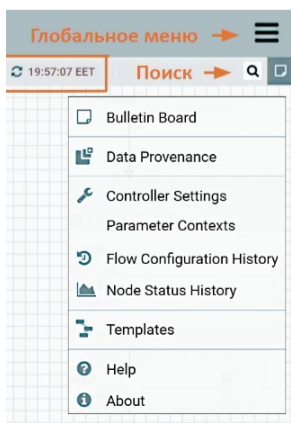 Глобальное меню
19:57:07 EET
Поиск
Bulletin Board
Data Provenance
Controller Settings
Parameter Contexts
Flow Configuration History
Node Status History
Templates
Help
About